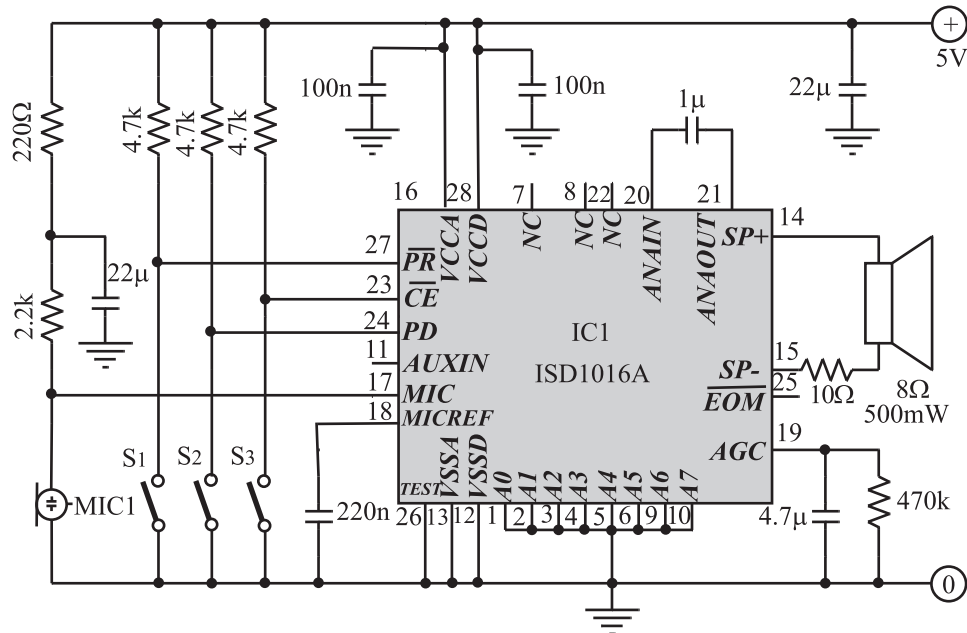 +
5V
220Ω
4.7k
4.7k
4.7k
100n
100n
1μ
22μ
16
28
7
8
22
20
21
14
VCCA
VCCD
NC
NC
NC
ANAIN
ANAOUT
SP+
27
PR
23
CE
24
PD
11
AUXIN
17
MIC
18
MICREF
22μ
2.2k
IC1
ISD1016A
15
SP-
25
EOM
10Ω
8Ω
500mW
19
AGC
S1
S2
S3
MIC1
220n
TEST
VSSA
VSSD
A0
A1
A2
A3
A4
A5
A6
A7
26
13
12
1
2
3
4
5
6
9
10
4.7μ
470k
0